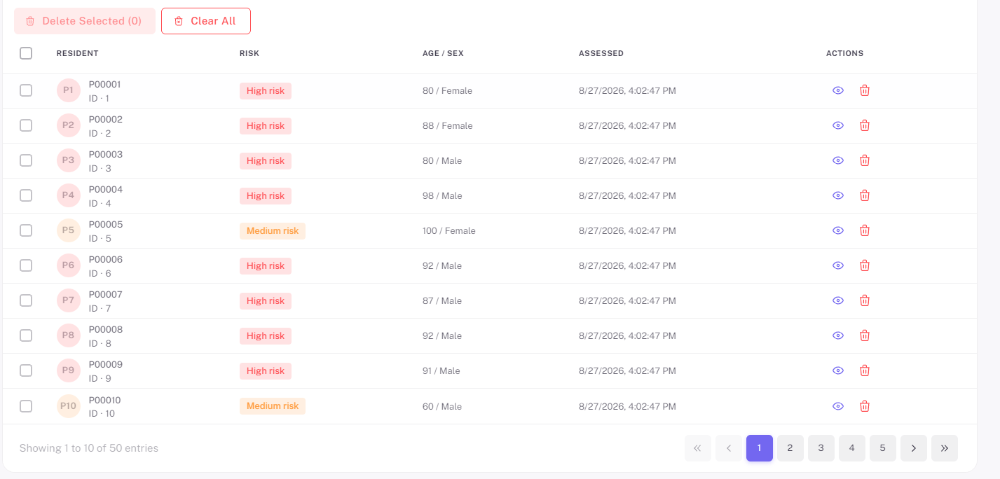 Delete Selected (0) Clear All
RESIDENT RISK AGE / SEX ASSESSED ACTIONS
P1 P00001 High risk 80 / Female 8/27/2026, 4:02:47 PM
ID · 1
P2 P00002 High risk 88 / Female 8/27/2026, 4:02:47 PM
ID · 2
P3 P00003 High risk 80 / Male 8/27/2026, 4:02:47 PM
ID · 3
P4 P00004 High risk 98 / Male 8/27/2026, 4:02:47 PM
ID · 4
P5 P00005 Medium risk 100 / Female 8/27/2026, 4:02:47 PM
ID · 5
P6 P00006 High risk 92 / Male 8/27/2026, 4:02:47 PM
ID · 6
P7 P00007 High risk 87 / Male 8/27/2026, 4:02:47 PM
ID · 7
P8 P00008 High risk 92 / Male 8/27/2026, 4:02:47 PM
ID · 8
P9 P00009 High risk 91 / Male 8/27/2026, 4:02:47 PM
ID · 9
P10 P00010 Medium risk 60 / Male 8/27/2026, 4:02:47 PM
ID · 10
Showing 1 to 10 of 50 entries « ‹ 1 2 3 4 5 › »